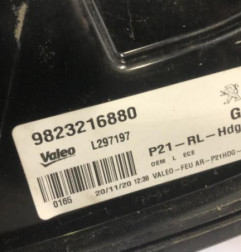 9823216880
Valeo L297197
G
P21-RL-Hdg
OEM L ECE
0165
20/11/20 12:38 VALEO-FEU AR-P21HDG-